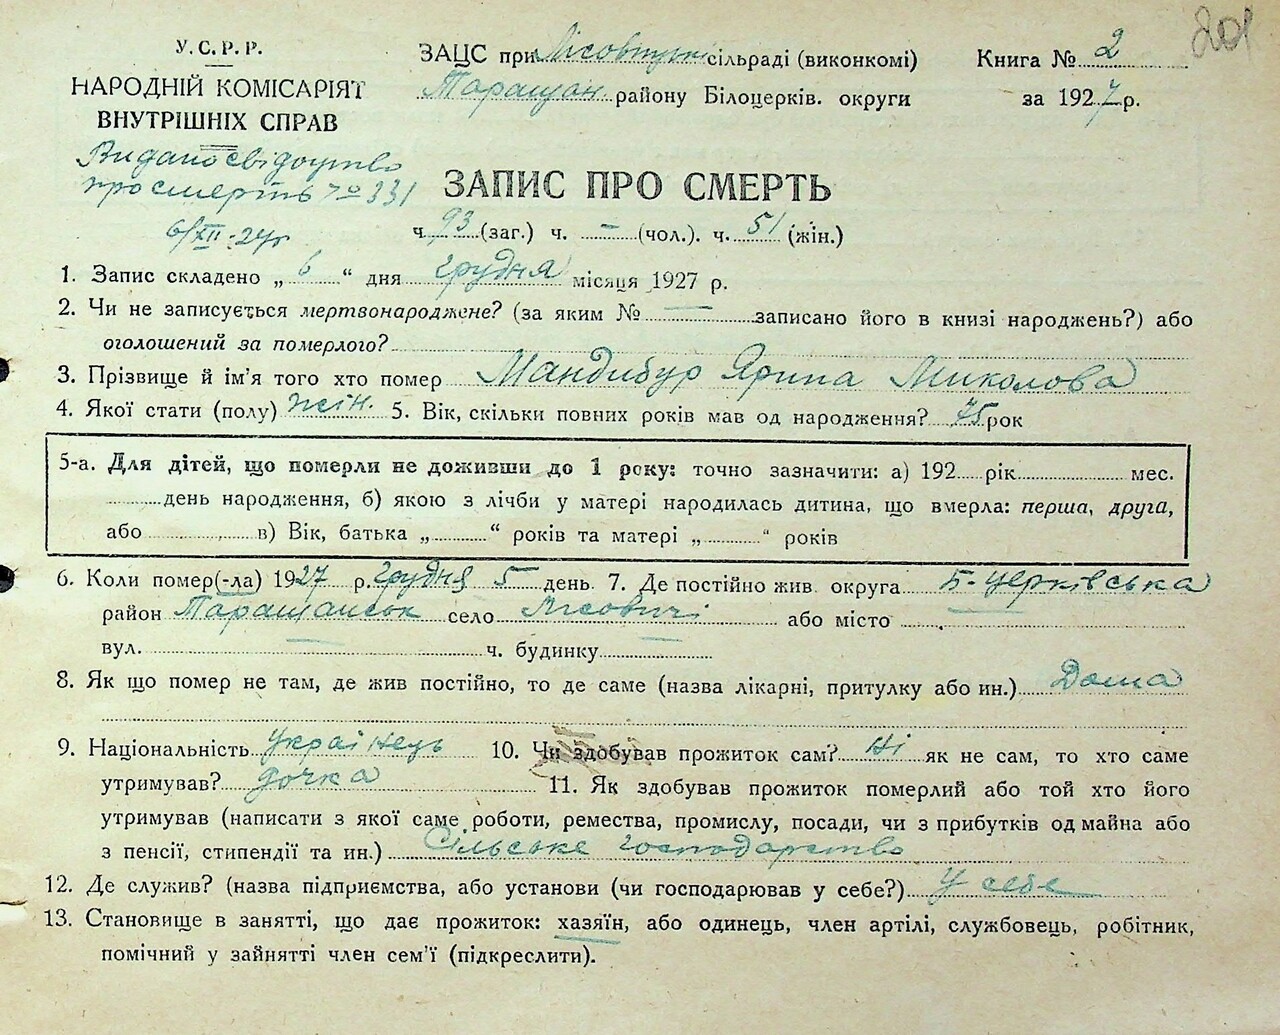 201
У.С.Р.Р.
НАРОДНІЙ КОМІСАРІЯТ
ВНУТРІШНІХ СПРАВ
ЗАЦС при сільраді (виконкомі)
Таращан. району Білоцерків. округи
Книга № 2
за 1927 р.
Видано свідоцтво
про смерть № 331
6/XII-27р
ЗАПИС ПРО СМЕРТЬ
ч. 93 (заг.) ч. – (чол.). ч. 51 (жін.)
1. Запис складено „ 6 “ дня грудня місяця 1927 р.
2. Чи не записується мертвонароджене? (за яким № — записано його в книзі народжень?) або
оголошений за померлого?
3. Прізвище й ім'я того хто помер Мандибур Ярина Миколова
4. Якої стати (полу) жін. 5. Вік, скільки повних років мав од народження? 75 рок
5-а. Для дітей, що померли не доживши до 1 року: точно зазначити: а) 192 рік мес.
день народження, б) якою з лічби у матері народилась дитина, що вмерла: перша, друга,
або в) Вік, батька „ “ років та матері „ “ років
6. Коли помер(-ла) 1927 р. грудня 5 день 7. Де постійно жив округа Б-церківська
район Таращанськ село Лісовичі або місто
вул. ч. будинку
8. Як що помер не там, де жив постійно, то де саме (назва лікарні, притулку або ин.) Дома
9. Національність українець 10. Чи здобував прожиток сам? ні як не сам, то хто саме
утримував? дочка 11. Як здобував прожиток померлий або той хто його
утримував (написати з якої саме роботи, ремества, промислу, посади, чи з прибутків од майна або
з пенсії, стипендії та ин.) Сільське господарство
12. Де служив? (назва підприємства, або установи (чи господарював у себе?) У себе
13. Становище в занятті, що дає прожиток: хазяїн, або одинець, член артілі, службовець, робітник,
помічний у зайнятті член сем'ї (підкреслити).